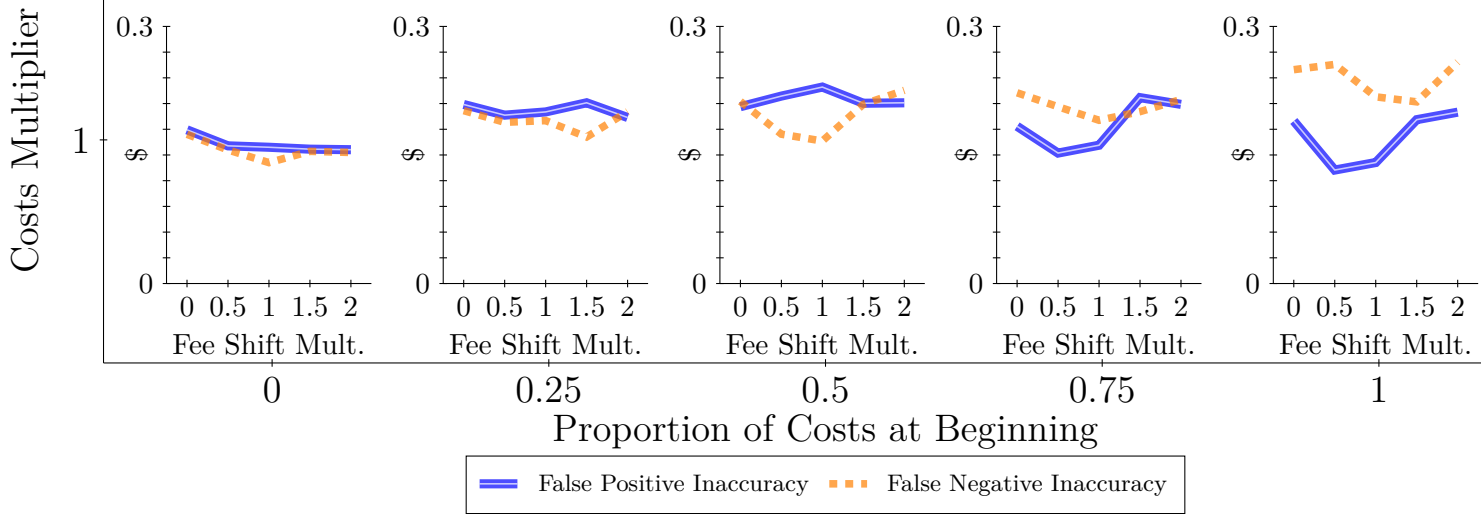 Costs Multiplier
1
0.3 0.3 0.3 0.3 0.3
$ $ $ $ $
0 0 0 0 0
0 0.5 1 1.5 2 0 0.5 1 1.5 2 0 0.5 1 1.5 2 0 0.5 1 1.5 2 0 0.5 1 1.5 2
Fee Shift Mult. Fee Shift Mult. Fee Shift Mult. Fee Shift Mult. Fee Shift Mult.
0 0.25 0.5 0.75 1
Proportion of Costs at Beginning
False Positive Inaccuracy False Negative Inaccuracy